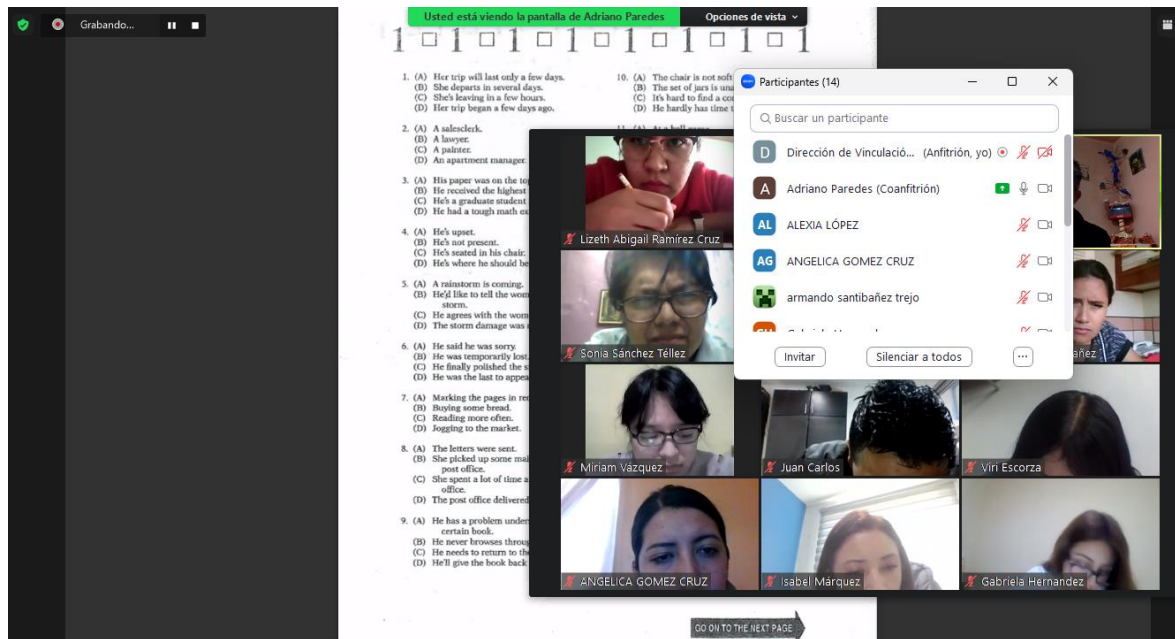 Grabando...
Usted está viendo la pantalla de Adriano Paredes
Opciones de vista
1 □ 1 □ 1 □ 1 □ 1 □ 1 □ 1 □ 1
1. (A) Her trip will last only a few days.
(B) She departs in several days.
(C) She's leaving in a few hours.
(D) Her trip began a few days ago.
2. (A) A salesclerk.
(B) A lawyer.
(C) A painter.
(D) An apartment manager.
3. (A) His paper was on the
(B) He received the highest
(C) He's a graduate student
(D) He had a tough math
4. (A) He's upset.
(B) He's not present.
(C) He's seated in his chair.
(D) He's where he should be
5. (A) A rainstorm is coming.
(B) He'd like to tell the
storm.
(C) He agrees with the
(D) The storm damage was
6. (A) He said he was sorry.
(B) He was temporarily lost.
(C) He finally polished the
(D) He was the last to
7. (A) Marking the pages in
(B) Buying some bread.
(C) Reading more often.
(D) Jogging to the market.
8. (A) The letters were sent.
(B) She picked up some
post office.
(C) She spent a lot of time
office.
(D) The post office delivered
9. (A) He has a problem
certain book.
(B) He never browses
(C) He needs to return to
(D) He'll give the book back
10. (A) The chair is not soft
(B) The set of jars is
(C) It's hard to find a
(D) He hardly has time
GO ON TO THE NEXT PAGE
Participantes (14)
Buscar un participante
D Dirección de Vinculació... (Anfitrión, yo)
A Adriano Paredes (Coanfitrión)
AL ALEXIA LÓPEZ
AG ANGELICA GOMEZ CRUZ
armando santibañez trejo
Invitar
Silenciar a todos
Lizeth Abigail Ramírez Cruz
Sonia Sánchez Téllez
Miriam Vázquez
Juan Carlos
Viri Escorza
ANGELICA GOMEZ CRUZ
Isabel Márquez
Gabriela Hernandez